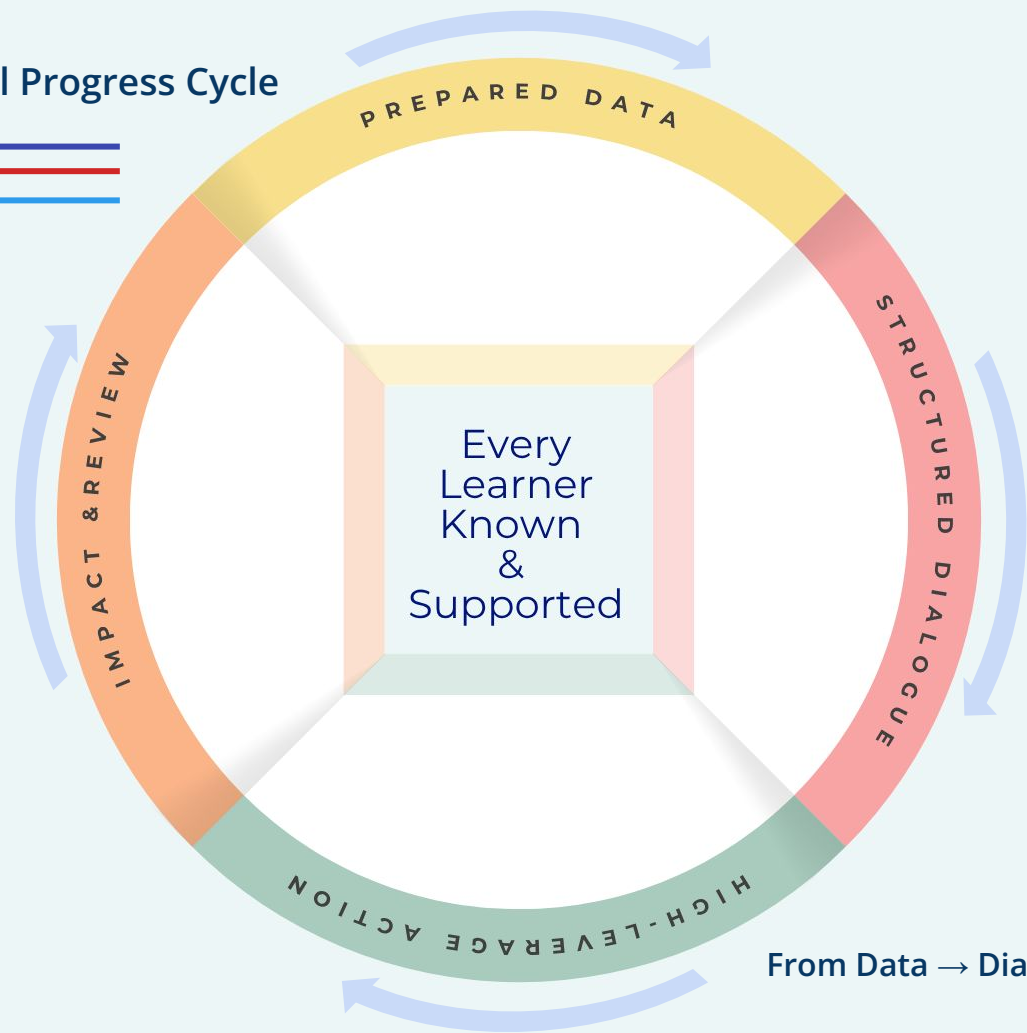 l Progress Cycle
PREPARED DATA
STRUCTURED DIALOGUE
IMPACT &REVIEW
Every
Learner
Known
&
Supported
HIGH-LEVERAGE ACTION
From Data → Dia